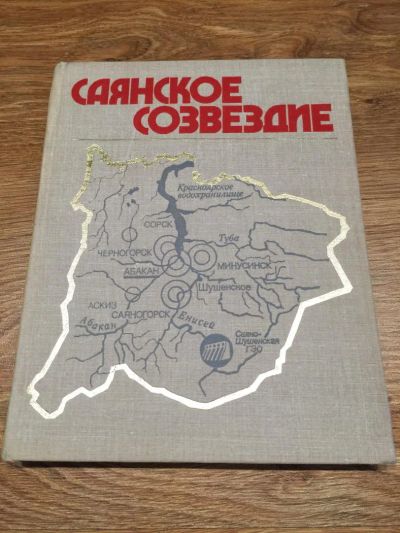 САЯНСКОЕ
СОЗВЕЗДИЕ
Красноярское
водохранилище
СОРСК
Туба
ЧЕРНОГОРСК
АБАКАН
МИНУСИНСК
Шушенское
АСКИЗ
САЯНОГОРСК
Абакан
Енисей
Саяно-
Шушенская
ГЭС